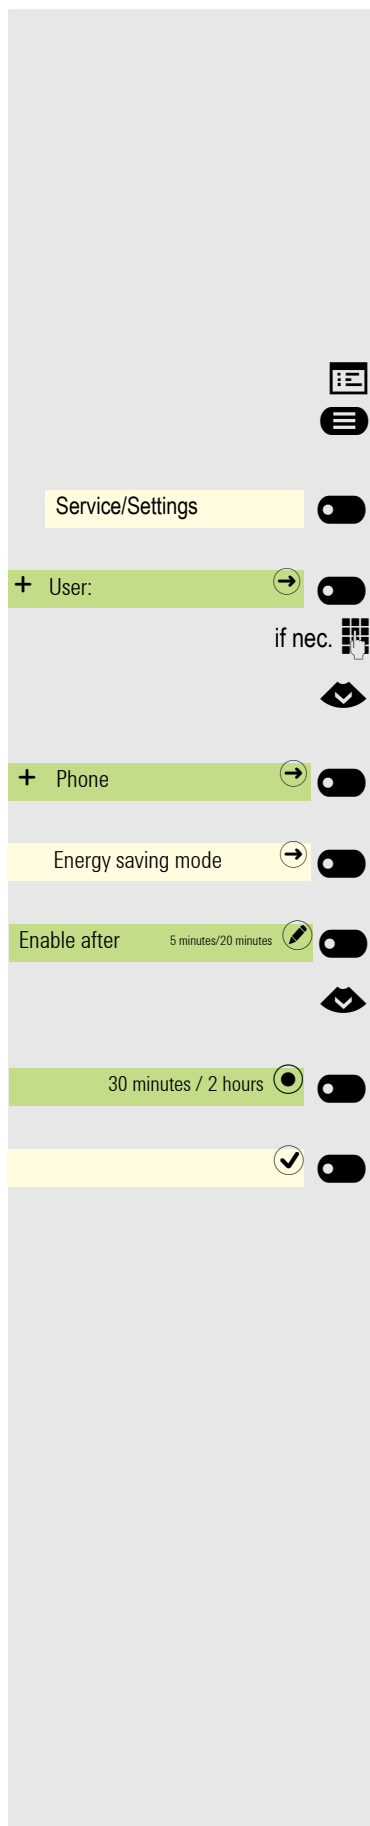 Service/Settings
+ User:
if nec.
+ Phone
Energy saving mode
Enable after 5 minutes/20 minutes
30 minutes / 2 hours